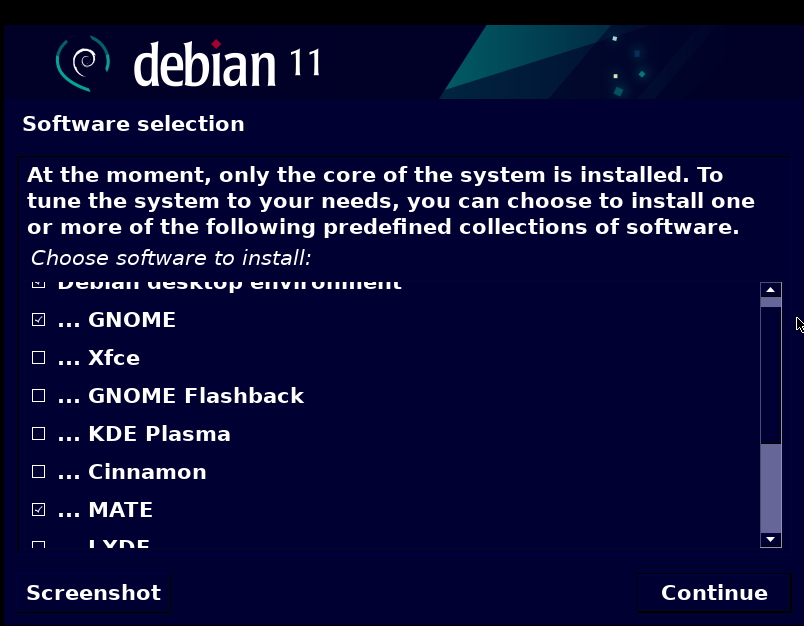 debian 11
Software selection
At the moment, only the core of the system is installed. To
tune the system to your needs, you can choose to install one
or more of the following predefined collections of software.
Choose software to install:
Debian desktop environment
... GNOME
... Xfce
... GNOME Flashback
... KDE Plasma
... Cinnamon
... MATE
... LXDE
Screenshot
Continue